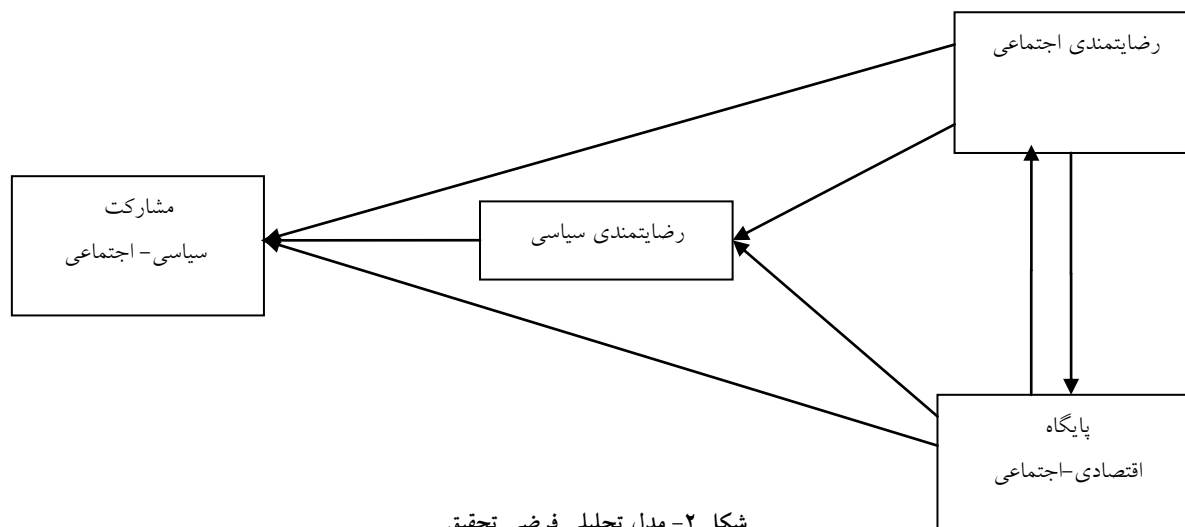 رضایتمندی اجتماعی
مشارکت
سیاسی- اجتماعی
رضایتمندی سیاسی
پایگاه
اقتصادی-اجتماعی
شکل ۲- مدل تحلیلی فرضی تحقیق